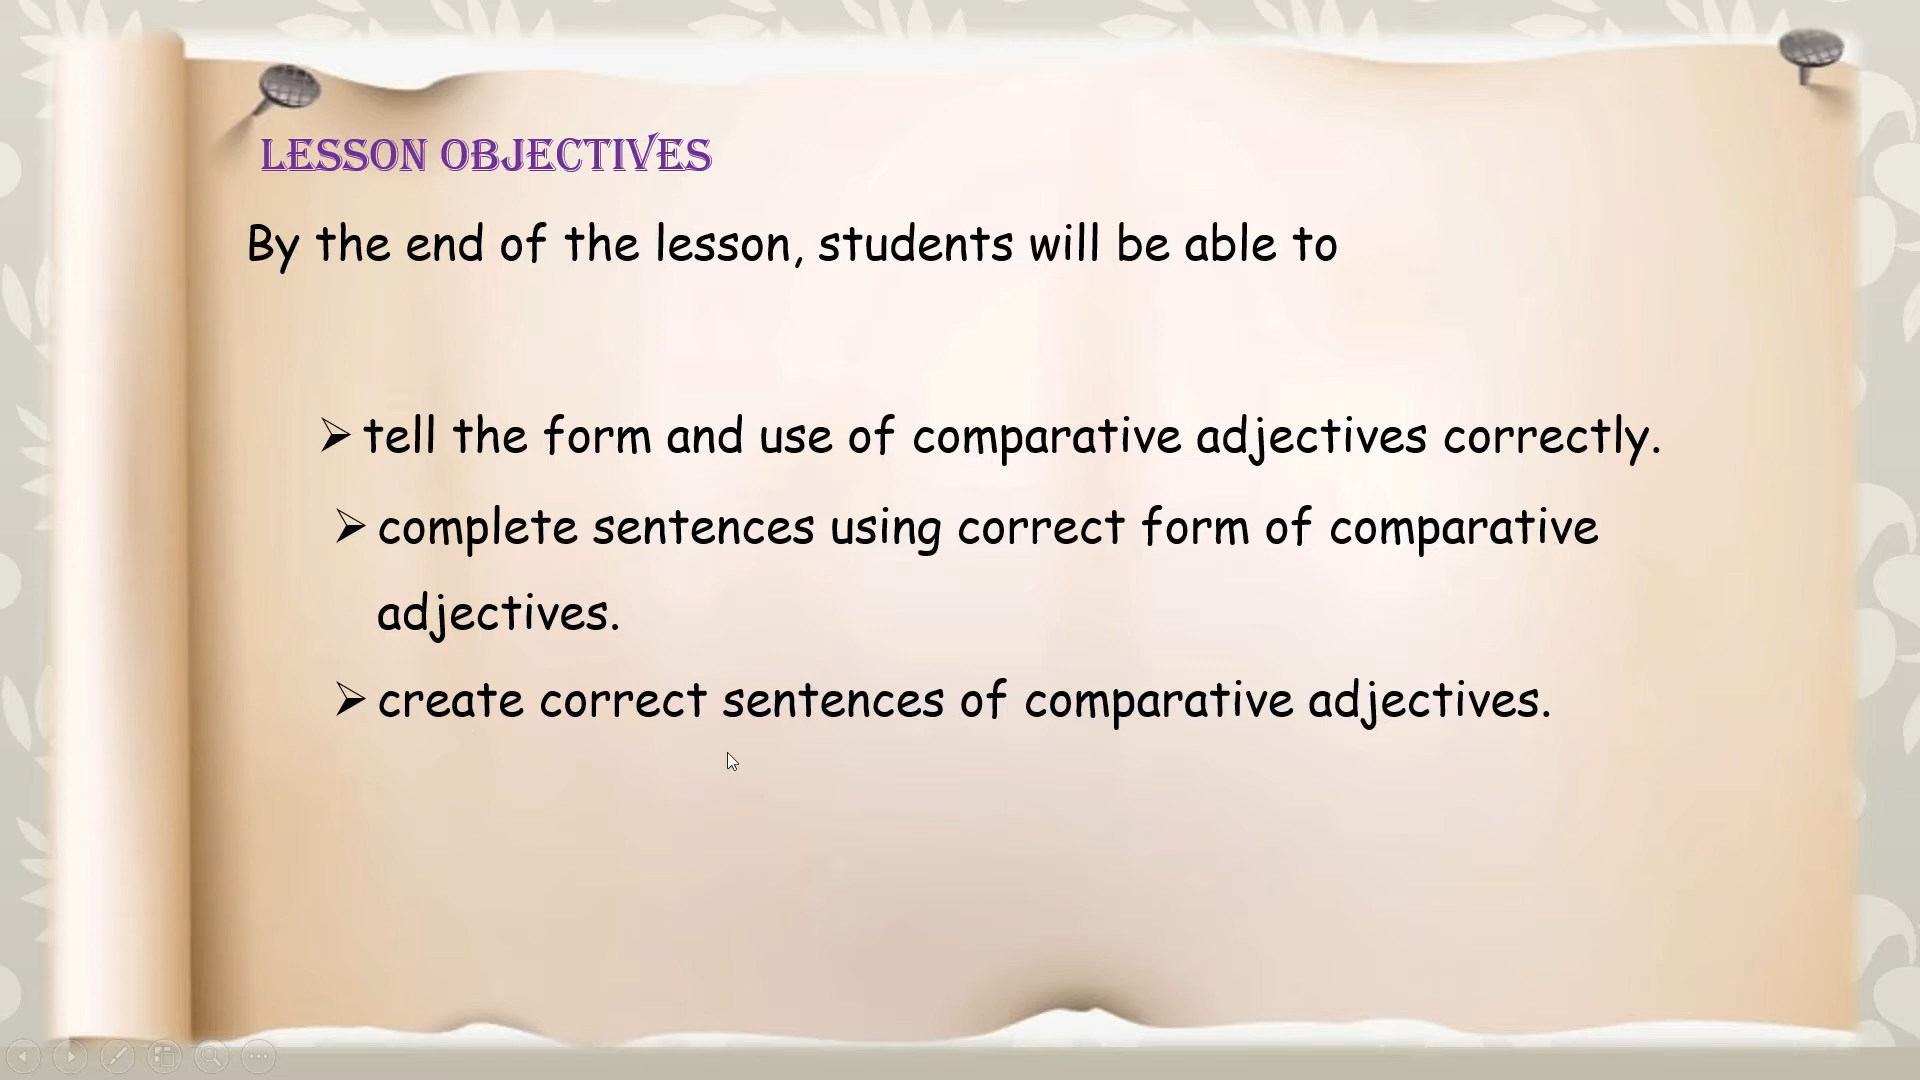 LESSON OBJECTIVES
By the end of the lesson, students will be able to
➢ tell the form and use of comparative adjectives correctly.
➢ complete sentences using correct form of comparative
adjectives.
➢ create correct sentences of comparative adjectives.